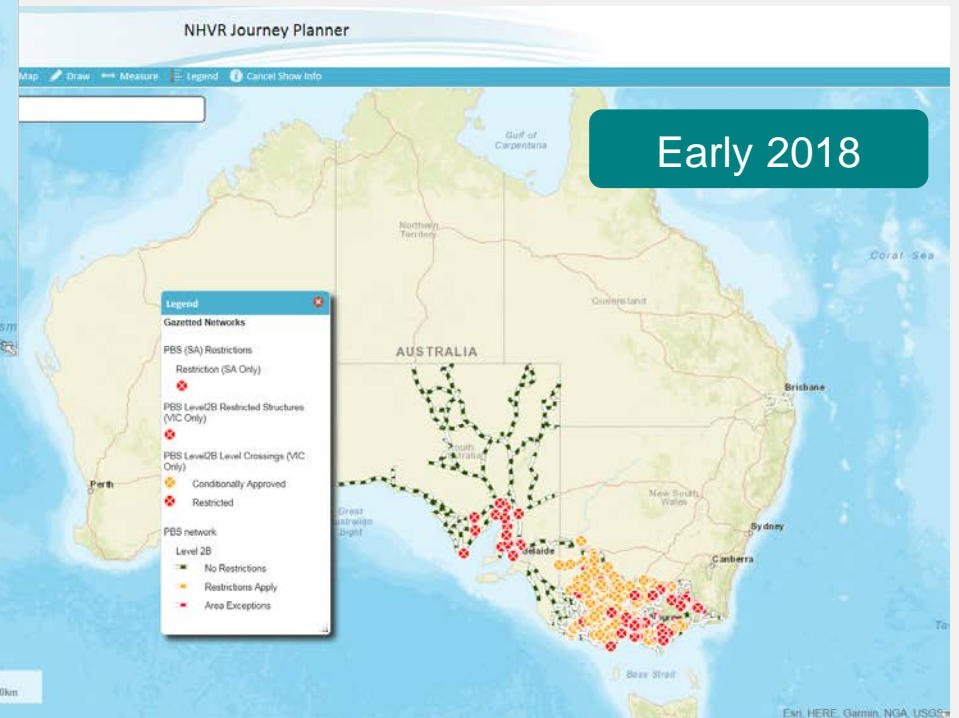 NHVR Journey Planner
Map Draw Measure Legend Cancel Show Info
Early 2018
Gulf of
Carpentaria
Northern
Territory
Coral Sea
Queensland
Legend
Gazetted Networks
PBS (SA) Restrictions
Restriction (SA Only)
PBS Level2B Restricted Structures
(VIC Only)
PBS Level2B Level Crossings (VIC
Only)
Conditionally Approved
Restricted
PBS network
Level 2B
No Restrictions
Restrictions Apply
Area Exceptions
AUSTRALIA
Brisbane
South
Perth
New South
Wales
Great
Bight
Sydney
Canberra
Bass Strait
Esri, HERE, Garmin, NGA, USGS